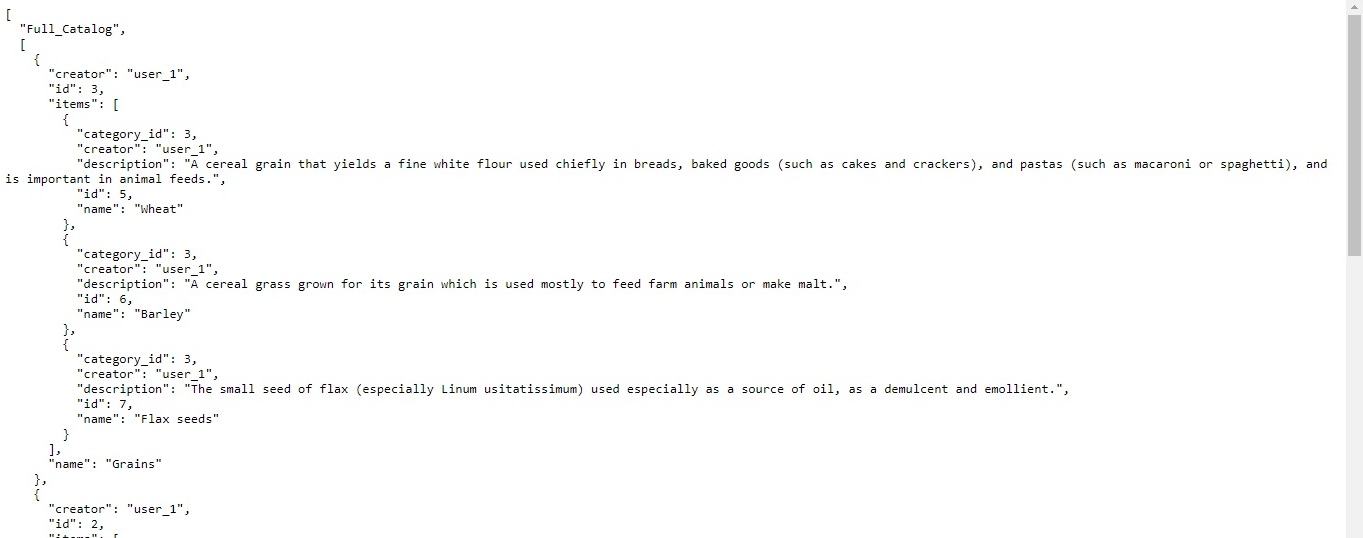 [
  "Full_Catalog",
  [
    {
      "creator": "user_1",
      "id": 3,
      "items": [
        {
          "category_id": 3,
          "creator": "user_1",
          "description": "A cereal grain that yields a fine white flour used chiefly in breads, baked goods (such as cakes and crackers), and pastas (such as macaroni or spaghetti), and
is important in animal feeds.",
          "id": 5,
          "name": "Wheat"
        },
        {
          "category_id": 3,
          "creator": "user_1",
          "description": "A cereal grass grown for its grain which is used mostly to feed farm animals or make malt.",
          "id": 6,
          "name": "Barley"
        },
        {
          "category_id": 3,
          "creator": "user_1",
          "description": "The small seed of flax (especially Linum usitatissimum) used especially as a source of oil, as a demulcent and emollient.",
          "id": 7,
          "name": "Flax seeds"
        }
      ],
      "name": "Grains"
    },
    {
      "creator": "user_1",
      "id": 2,
      "items": [